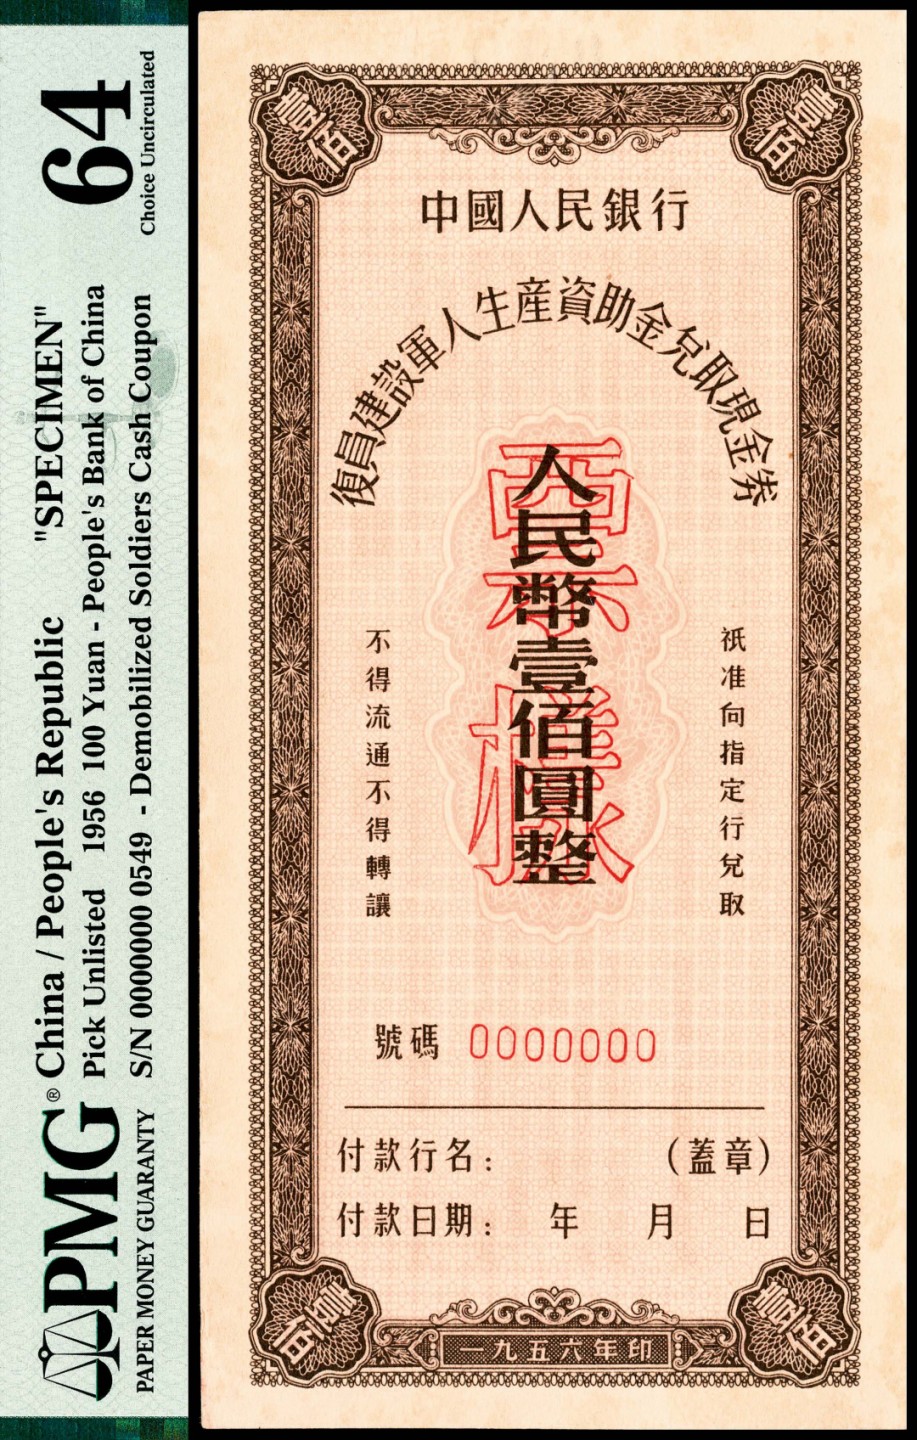 PMG®
PAPER MONEY GUARANTY
China / People's Republic "SPECIMEN"
Pick Unlisted 1956 100 Yuan - People's Bank of China
S/N 0000000 0549 - Demobilized Soldiers Cash Coupon
64
Choice Uncirculated
壹佰
壹佰
中國人民銀行
復員建設軍人生産資助金兌取現金券
人民幣壹佰圓整
票樣
祇准向指定行兌取
不得流通不得轉讓
號碼 0000000
付款行名: (蓋章)
付款日期: 年 月 日
壹佰
壹佰
一九五六年印